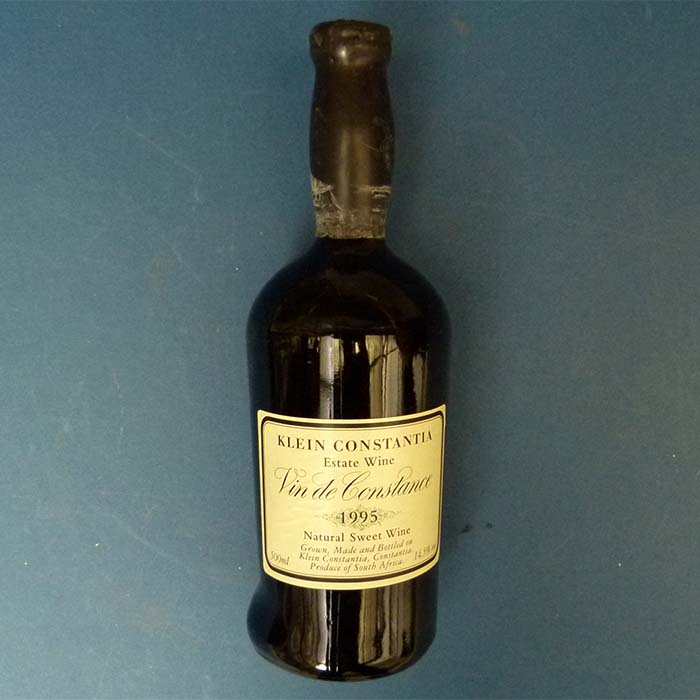 KLEIN CONSTANTIA
Estate Wine
Vin de Constance
1995
Natural Sweet Wine
Grown, Made and Bottled on
Klein Constantia, Constantia.
Produce of South Africa.
500ml
14.5%